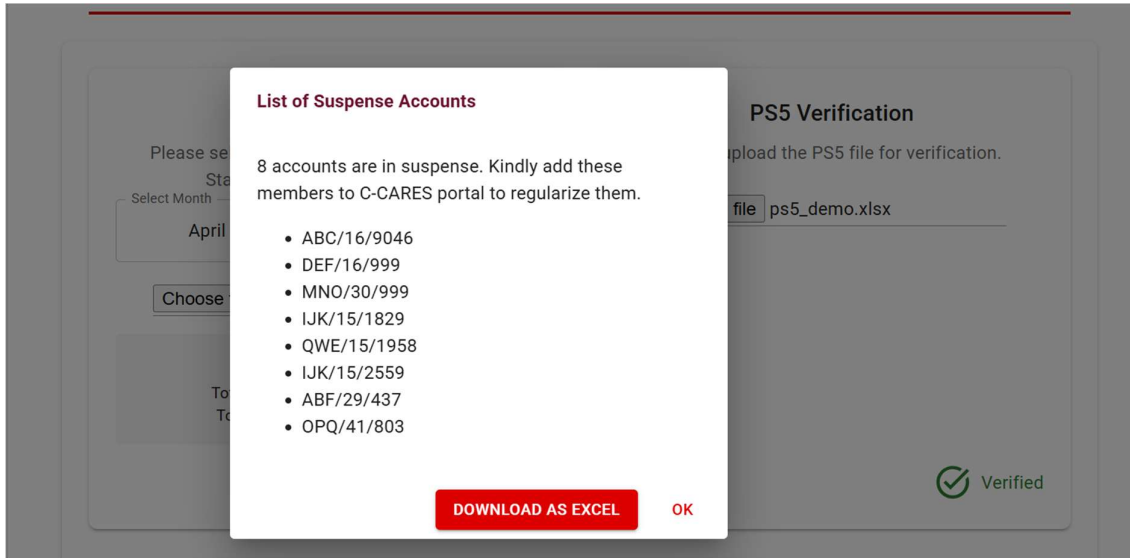 List of Suspense Accounts
8 accounts are in suspense. Kindly add these
members to C-CARES portal to regularize them.
• ABC/16/9046
• DEF/16/999
• MNO/30/999
• IJK/15/1829
• QWE/15/1958
• IJK/15/2559
• ABF/29/437
• OPQ/41/803
DOWNLOAD AS EXCEL
OK
Please se
Sta
Select Month
April
Choose
To
To
PS5 Verification
upload the PS5 file for verification.
file ps5_demo.xlsx
Verified